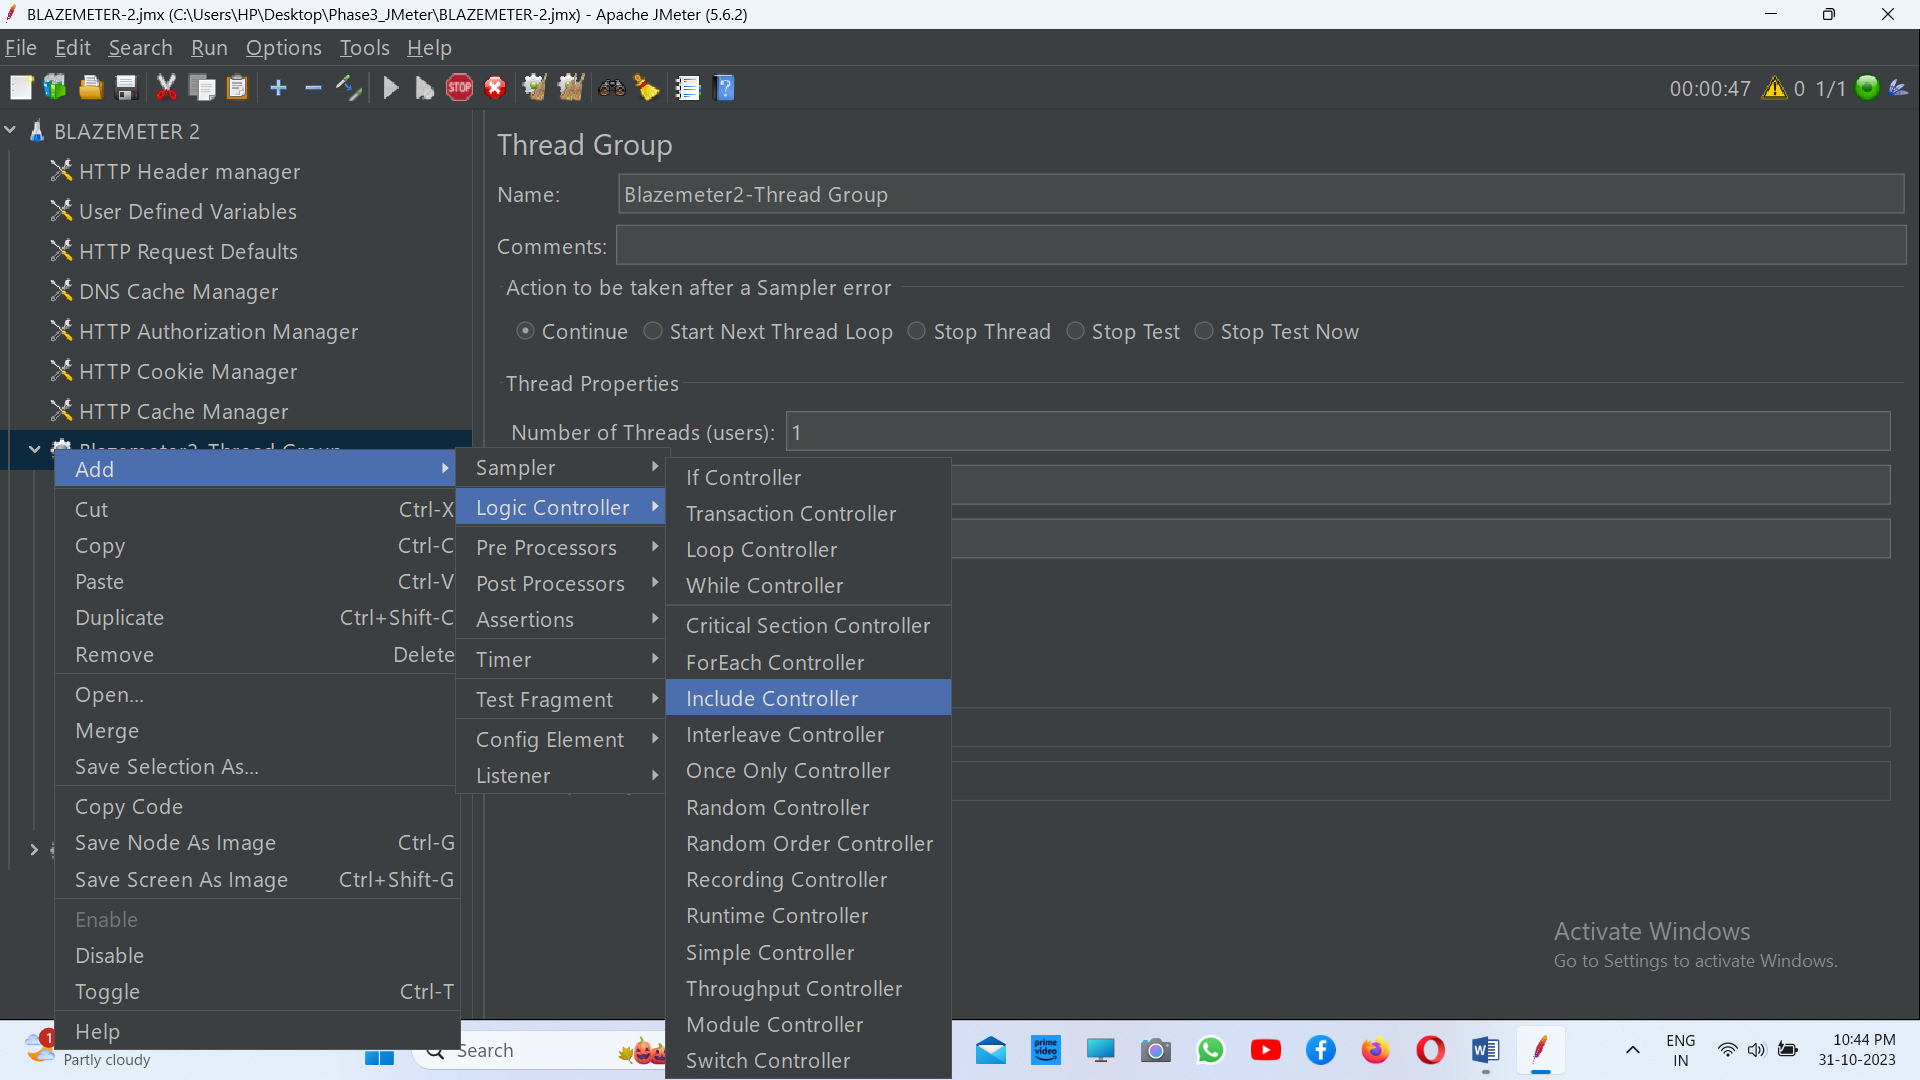 BLAZEMETER-2.jmx (C:\Users\HP\Desktop\Phase3_JMeter\BLAZEMETER-2.jmx) - Apache JMeter (5.6.2)
File Edit Search Run Options Tools Help
STOP
00:00:47 0 1/1
BLAZEMETER 2
HTTP Header manager
User Defined Variables
HTTP Request Defaults
DNS Cache Manager
HTTP Authorization Manager
HTTP Cookie Manager
HTTP Cache Manager
Blazemeter2-Thread Group
Thread Group
Name: Blazemeter2-Thread Group
Comments:
Action to be taken after a Sampler error
Continue Start Next Thread Loop Stop Thread Stop Test Stop Test Now
Thread Properties
Number of Threads (users): 1
Add
Cut Ctrl-X
Copy Ctrl-C
Paste Ctrl-V
Duplicate Ctrl+Shift-C
Remove Delete
Open...
Merge
Save Selection As...
Copy Code
Save Node As Image Ctrl-G
Save Screen As Image Ctrl+Shift-G
Enable
Disable
Toggle Ctrl-T
Help
Sampler
Logic Controller
Pre Processors
Post Processors
Assertions
Timer
Test Fragment
Config Element
Listener
If Controller
Transaction Controller
Loop Controller
While Controller
Critical Section Controller
ForEach Controller
Include Controller
Interleave Controller
Once Only Controller
Random Controller
Random Order Controller
Recording Controller
Runtime Controller
Simple Controller
Throughput Controller
Module Controller
Switch Controller
Activate Windows
Go to Settings to activate Windows.
1
Partly cloudy
Search
prime video
ENG
IN
10:44 PM
31-10-2023